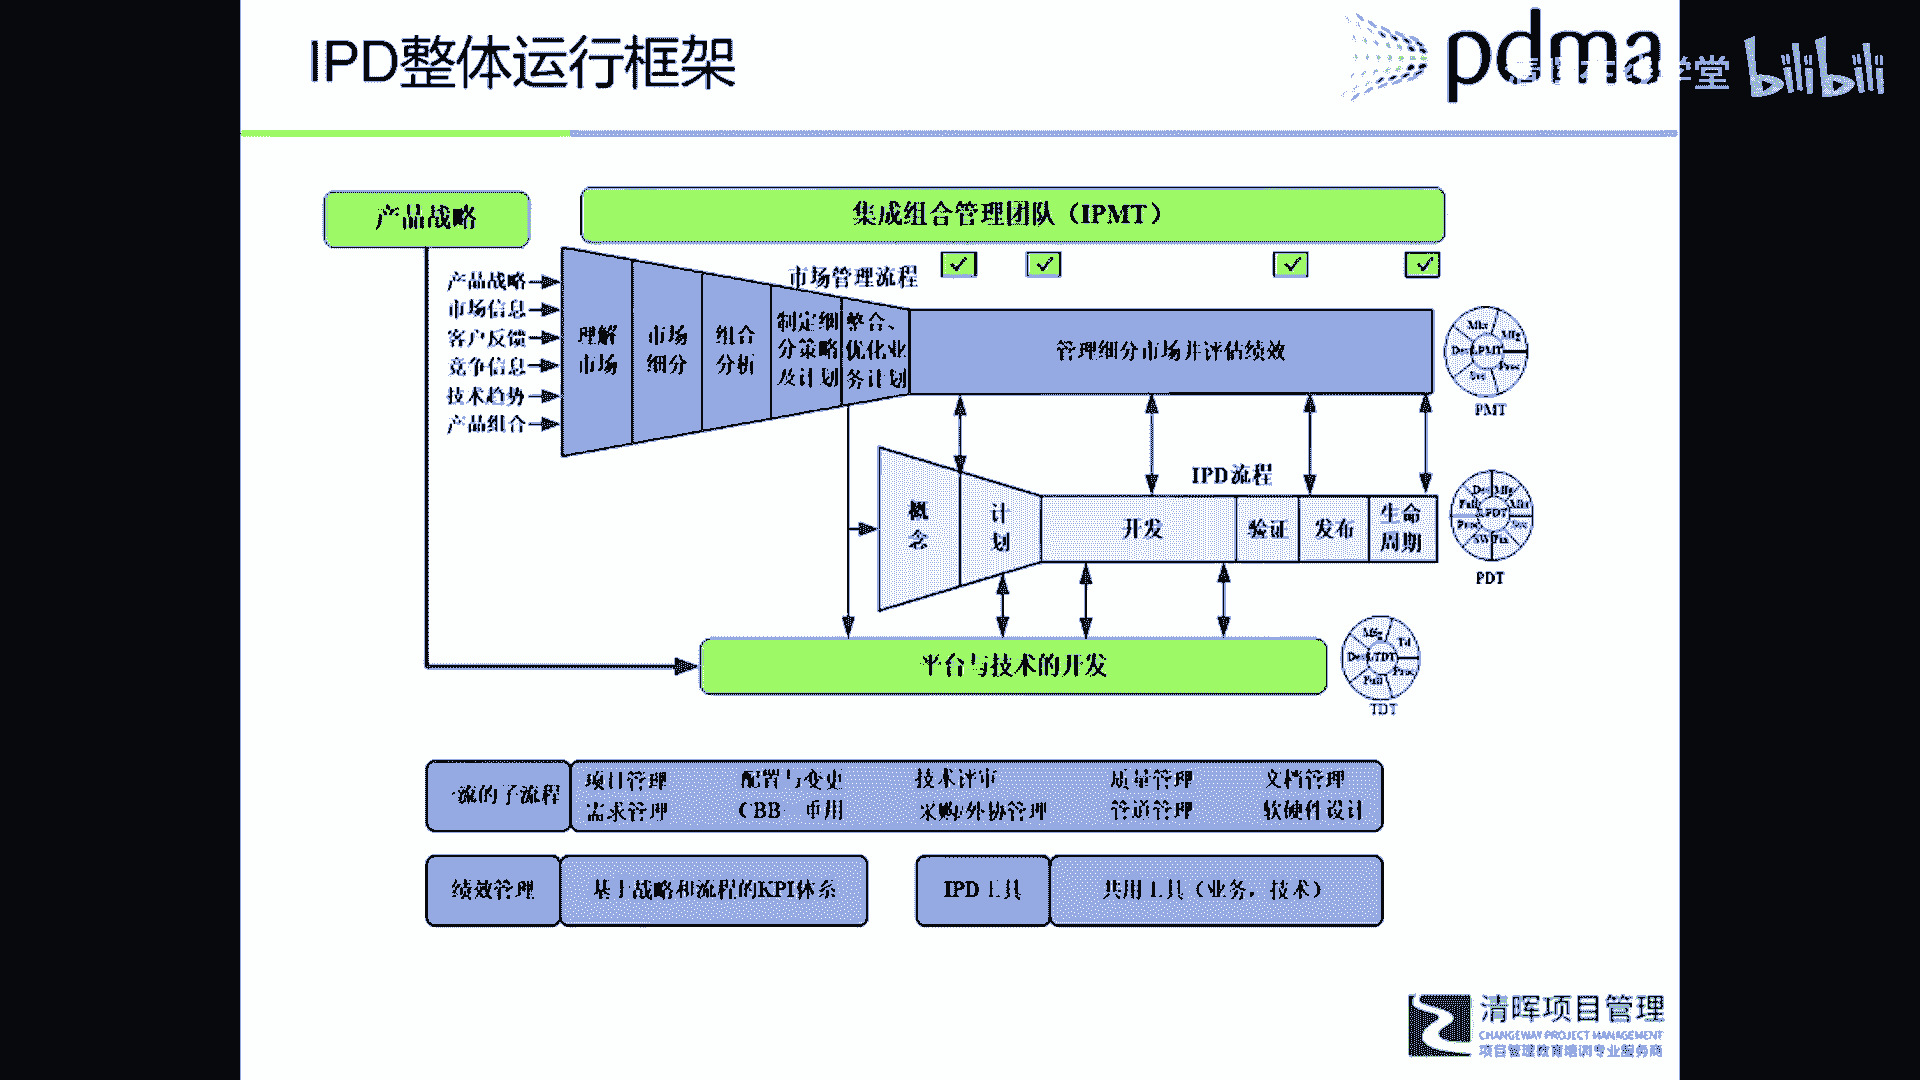 IPD整体运行框架
pdma
学堂
bilibili
产品战略
集成组合管理团队（IPMT）
市场管理流程
产品战略
市场信息
客户反馈
竞争信息
技术趋势
产品组合
理解
市场
市场
细分
组合
分析
制定细
分策略
及计划
整合、
优化业
务计划
管理细分市场并评估绩效
PMT
IPD流程
概
念
计
划
开发
验证
发布
生命
周期
PDT
平台与技术的开发
TDT
一流的子流程
项目管理 配置与变更 技术评审 质量管理 文档管理
需求管理 CBB 重用 采购/外协管理 管道管理 软硬件设计
绩效管理
基于战略和流程的KPI体系
IPD工具
共用工具（业务，技术）
清晖项目管理
CHANGEWAY PROJECT MANAGEMENT
项目管理教育培训专业服务商